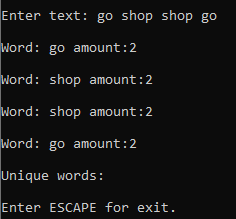 Enter text: go shop shop go
Word: go amount:2
Word: shop amount:2
Word: shop amount:2
Word: go amount:2
Unique words:
Enter ESCAPE for exit.